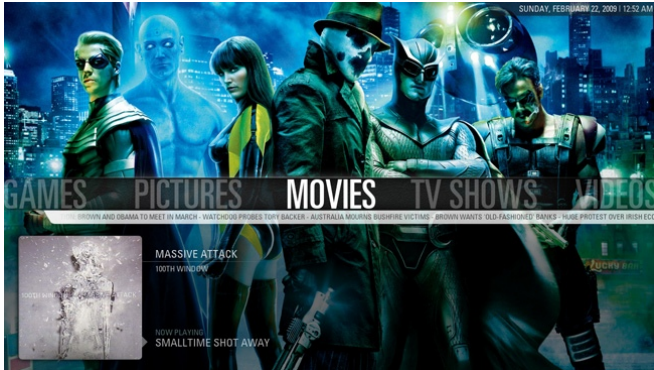 SUNDAY, FEBRUARY 22, 2009 | 12:52 AM
GAMES PICTURES MOVIES TV SHOWS VIDEOS
BROWN AND OBAMA TO MEET IN MARCH - WATCHDOG PROBES TORY BACKER - AUSTRALIA MOURNS BUSHFIRE VICTIMS - BROWN WANTS 'OLD-FASHIONED' BANKS - HUGE PROTEST OVER IRISH ECO
MASSIVE ATTACK
100TH WINDOW
NOW PLAYING
SMALLTIME SHOT AWAY